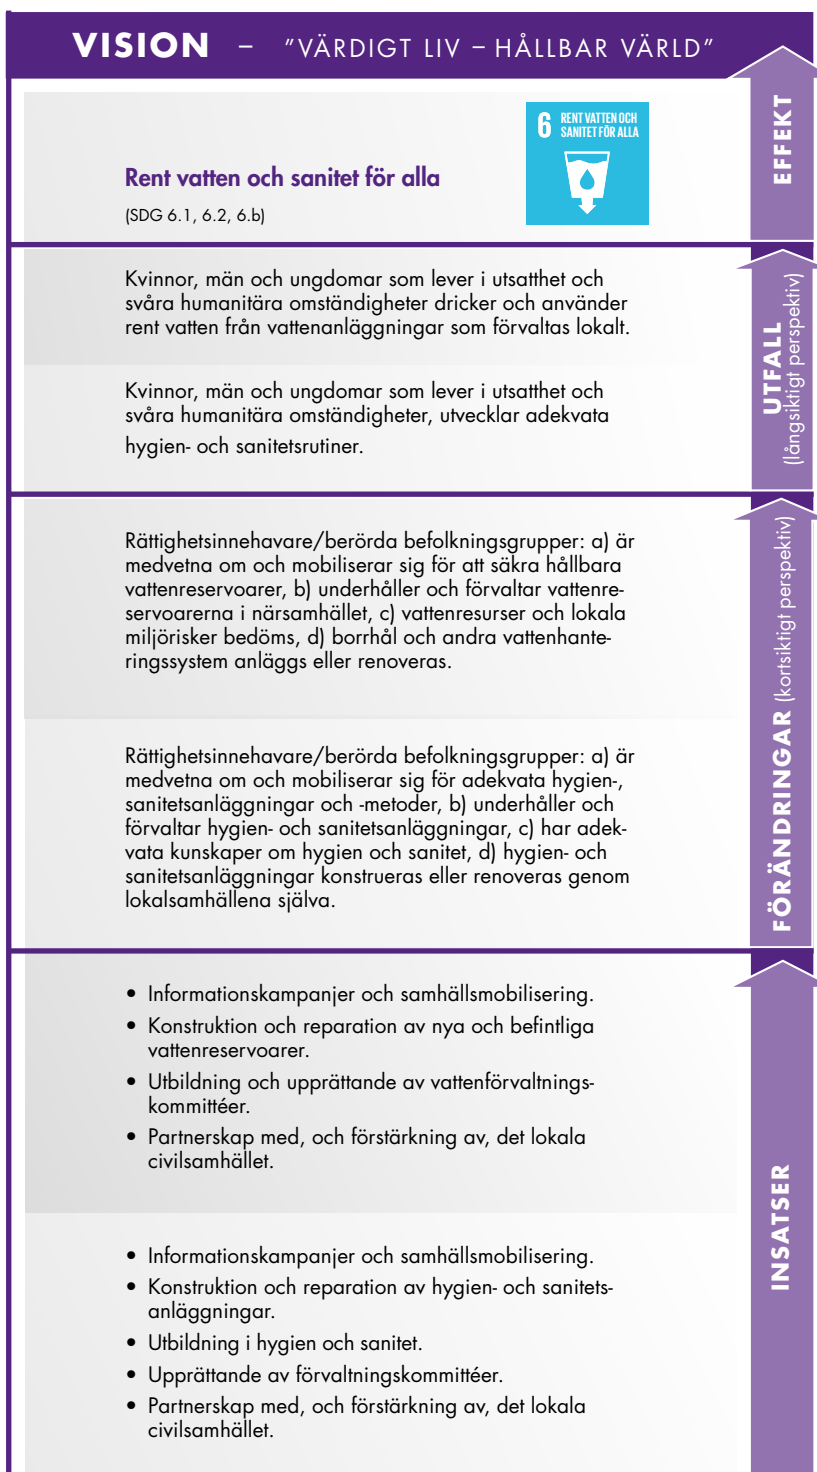 VISION – ”VÄRDIGT LIV – HÅLLBAR VÄRLD”
EFFEKT
6 RENT VATTEN OCH
SANITET FÖR ALLA
Rent vatten och sanitet för alla
(SDG 6.1, 6.2, 6.b)
UTFALL
(långsiktigt perspektiv)
Kvinnor, män och ungdomar som lever i utsatthet och
svåra humanitära omständigheter dricker och använder
rent vatten från vattenanläggningar som förvaltas lokalt.
Kvinnor, män och ungdomar som lever i utsatthet och
svåra humanitära omständigheter, utvecklar adekvata
hygien- och sanitetsrutiner.
FÖRÄNDRINGAR (kortsiktigt perspektiv)
Rättighetsinnehavare/berörda befolkningsgrupper: a) är
medvetna om och mobiliserar sig för att säkra hållbara
vattenreservoarer, b) underhåller och förvaltar vattenre-
servoarerna i närsamhället, c) vattenresurser och lokala
miljörisker bedöms, d) borrhål och andra vattenhante-
ringssystem anläggs eller renoveras.
Rättighetsinnehavare/berörda befolkningsgrupper: a) är
medvetna om och mobiliserar sig för adekvata hygien-,
sanitetsanläggningar och -metoder, b) underhåller och
förvaltar hygien- och sanitetsanläggningar, c) har adek-
vata kunskaper om hygien och sanitet, d) hygien- och
sanitetsanläggningar konstrueras eller renoveras genom
lokalsamhällena själva.
INSATSER
• Informationskampanjer och samhällsmobilisering.
• Konstruktion och reparation av nya och befintliga
vattenreservoarer.
• Utbildning och upprättande av vattenförvaltnings-
kommittéer.
• Partnerskap med, och förstärkning av, det lokala
civilsamhället.
• Informationskampanjer och samhällsmobilisering.
• Konstruktion och reparation av hygien- och sanitets-
anläggningar.
• Utbildning i hygien och sanitet.
• Upprättande av förvaltningskommittéer.
• Partnerskap med, och förstärkning av, det lokala
civilsamhället.